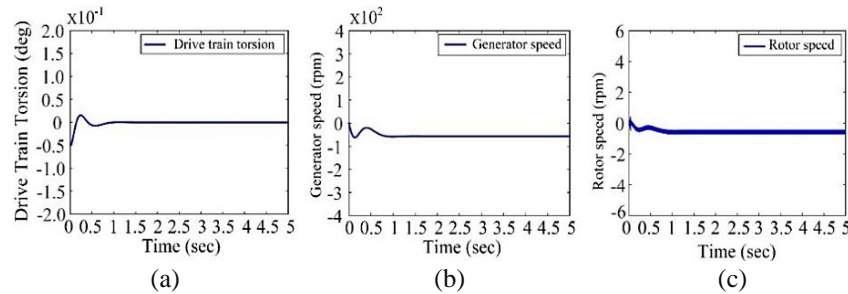 x10⁻¹
Drive train torsion
Drive Train Torsion (deg)
2.0
1.5
1.0
0.5
0
-0.5
-1.0
-1.5
-2.0
0 0.5 1 1.5 2 2.5 3 3.5 4 4.5 5
Time (sec)
(a)
x10²
Generator speed
Generator speed (rpm)
4
3
2
1
0
-1
-2
-3
-4
0 0.5 1 1.5 2 2.5 3 3.5 4 4.5 5
Time (sec)
(b)
Rotor speed
Rotor speed (rpm)
6
4
2
0
-2
-4
-6
0 0.5 1 1.5 2 2.5 3 3.5 4 4.5 5
Time (sec)
(c)